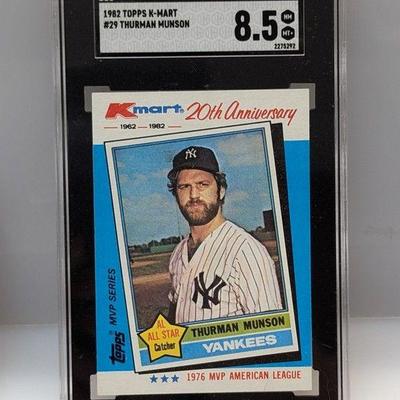 1982 TOPPS K-MART
#29 THURMAN MUNSON
8.5
NM
MT+
2275292
Kmart® 20th Anniversary
1962 — 1982
NY
NY
topps MVP SERIES
AL
ALL STAR
Catcher
THURMAN MUNSON
YANKEES
1976 MVP AMERICAN LEAGUE